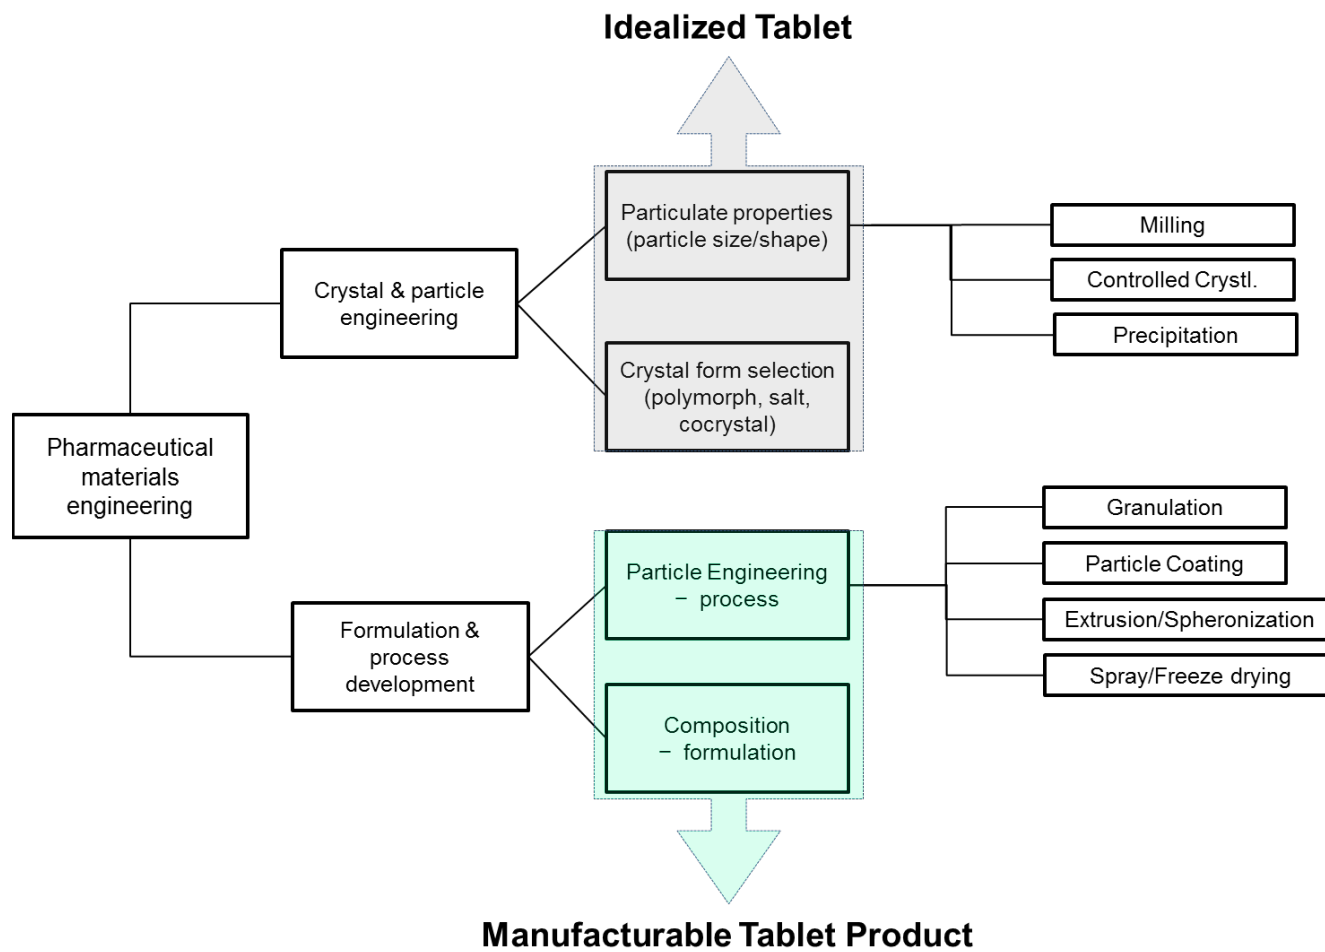 Idealized Tablet
Particulate properties
(particle size/shape)
Milling
Controlled Crystl.
Precipitation
Crystal & particle
engineering
Crystal form selection
(polymorph, salt,
cocrystal)
Pharmaceutical
materials
engineering
Granulation
Particle Coating
Extrusion/Spheronization
Spray/Freeze drying
Particle Engineering
– process
Formulation &
process
development
Composition
– formulation
Manufacturable Tablet Product